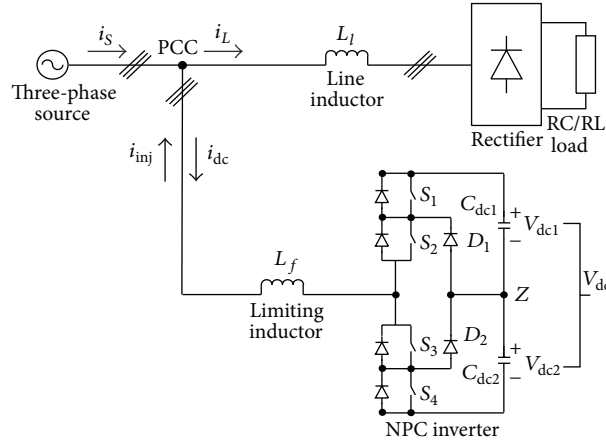 i_S
PCC
i_L
L_l
Line
inductor
Three-phase
source
Rectifier
RC/RL
load
i_inj
i_dc
S_1
S_2
D_1
C_dc1
+
−
V_dc1
V_dc
L_f
Limiting
inductor
Z
S_3
S_4
D_2
C_dc2
+
−
V_dc2
NPC inverter